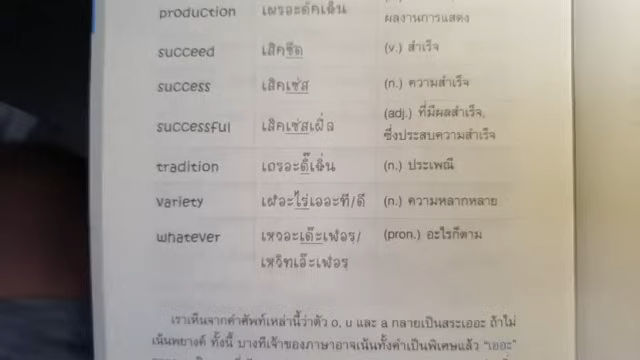 production เผรอะดัคเฉิ่น ผลงานการแสดง
succeed เสิคซีด (v.) สำเร็จ
success เสิคเซ่ส (n.) ความสำเร็จ
successful เสิคเซ่สเผิ่ล (adj.) ที่มีผลสำเร็จ,
ซึ่งประสบความสำเร็จ
tradition เถรอะดิ๊เฉิ่น (n.) ประเพณี
variety เฝอะไร่เออะที/ดี (n.) ความหลากหลาย
whatever เหวอะเด๊ะเฟอรฺ/ (pron.) อะไรก็ตาม
เหวิทเอ๊ะเฟอรฺ
เราเห็นจากคำศัพท์เหล่านี้ว่าตัว o, u และ a กลายเป็นสระเออะ ถ้าไม่
เน้นพยางค์ ทั้งนี้ บางทีเจ้าของภาษาอาจเน้นทั้งคำเป็นพิเศษแล้ว “เออะ”